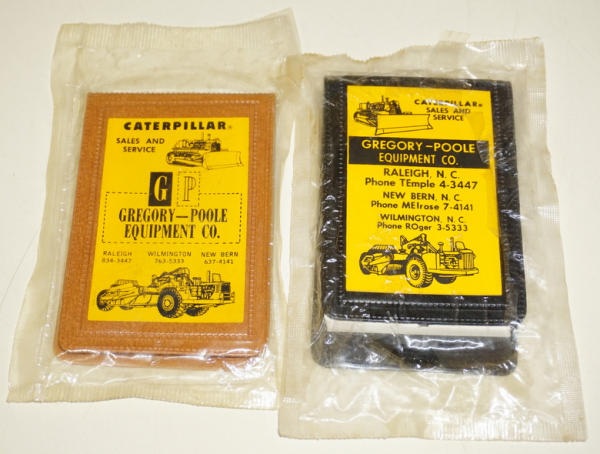 CATERPILLAR®
SALES AND
SERVICE
G P
GREGORY—POOLE
EQUIPMENT CO.
RALEIGH WILMINGTON NEW BERN
834-3447 763-5333 637-4141
CATERPILLAR®
SALES AND
SERVICE
GREGORY—POOLE
EQUIPMENT CO.
RALEIGH, N. C.
Phone TEmple 4-3447
NEW BERN, N. C.
Phone MElrose 7-4141
WILMINGTON, N. C.
Phone ROger 3-5333